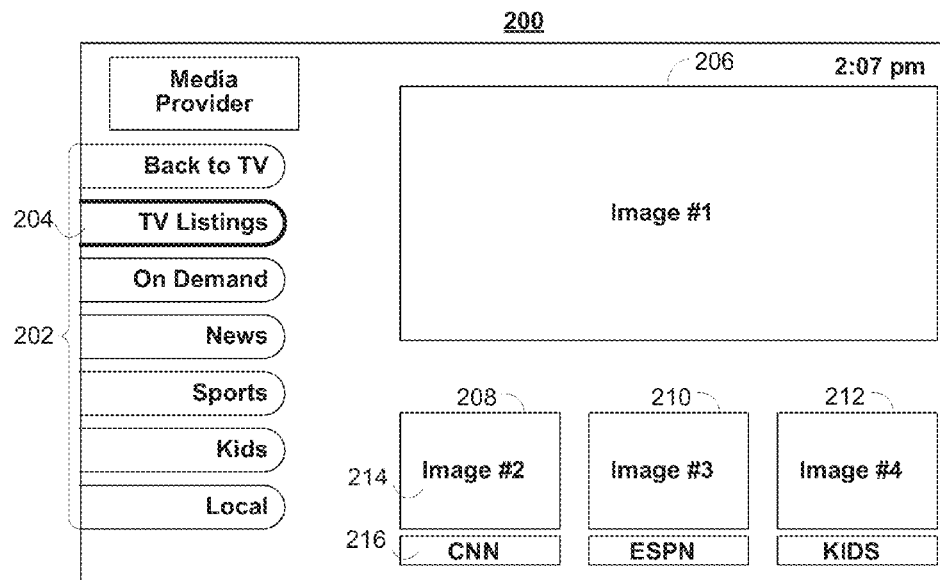 200
Media
Provider
206
2:07 pm
Back to TV
204
TV Listings
Image #1
On Demand
202
News
Sports
Kids
Local
208
210
212
214
Image #2
Image #3
Image #4
216
CNN
ESPN
KIDS